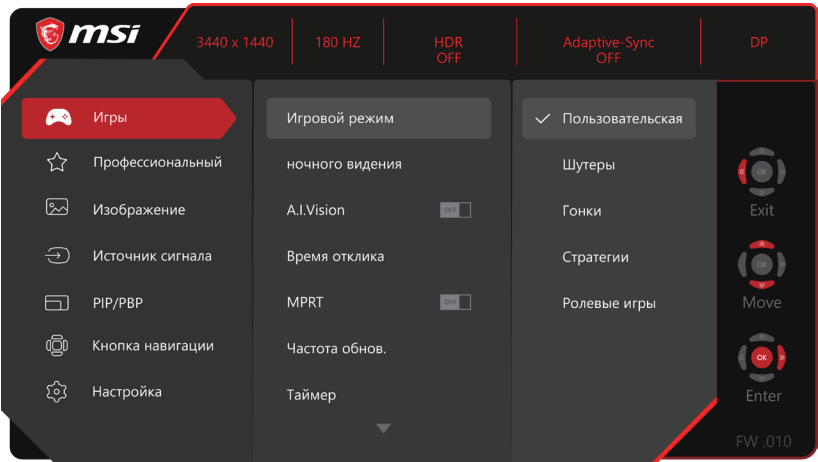 msi
3440 x 1440
180 HZ
HDR
OFF
Adaptive-Sync
OFF
DP
Игры
Профессиональный
Изображение
Источник сигнала
PIP/PBP
Кнопка навигации
Настройка
Игровой режим
ночного видения
A.I.Vision
OFF
Время отклика
MPRT
OFF
Частота обнов.
Таймер
Пользовательская
Шутеры
Гонки
Стратегии
Ролевые игры
OK
Exit
OK
Move
OK
Enter
FW .010